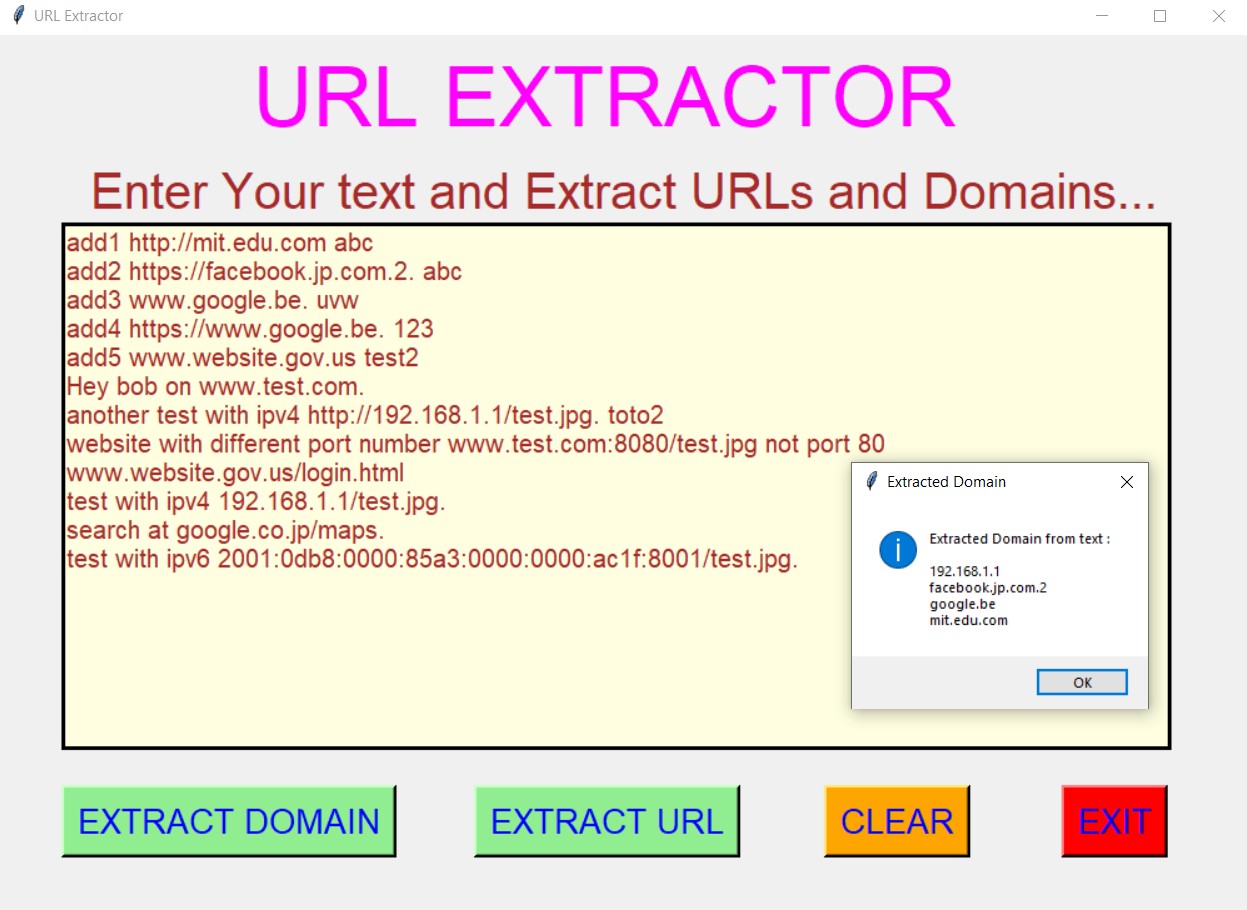 URL Extractor
URL EXTRACTOR
Enter Your text and Extract URLs and Domains...
add1 http://mit.edu.com abc
add2 https://facebook.jp.com.2. abc
add3 www.google.be. uvw
add4 https://www.google.be. 123
add5 www.website.gov.us test2
Hey bob on www.test.com.
another test with ipv4 http://192.168.1.1/test.jpg. toto2
website with different port number www.test.com:8080/test.jpg not port 80
www.website.gov.us/login.html
test with ipv4 192.168.1.1/test.jpg.
search at google.co.jp/maps.
test with ipv6 2001:0db8:0000:85a3:0000:0000:ac1f:8001/test.jpg.
Extracted Domain
Extracted Domain from text :
192.168.1.1
facebook.jp.com.2
google.be
mit.edu.com
OK
EXTRACT DOMAIN
EXTRACT URL
CLEAR
EXIT